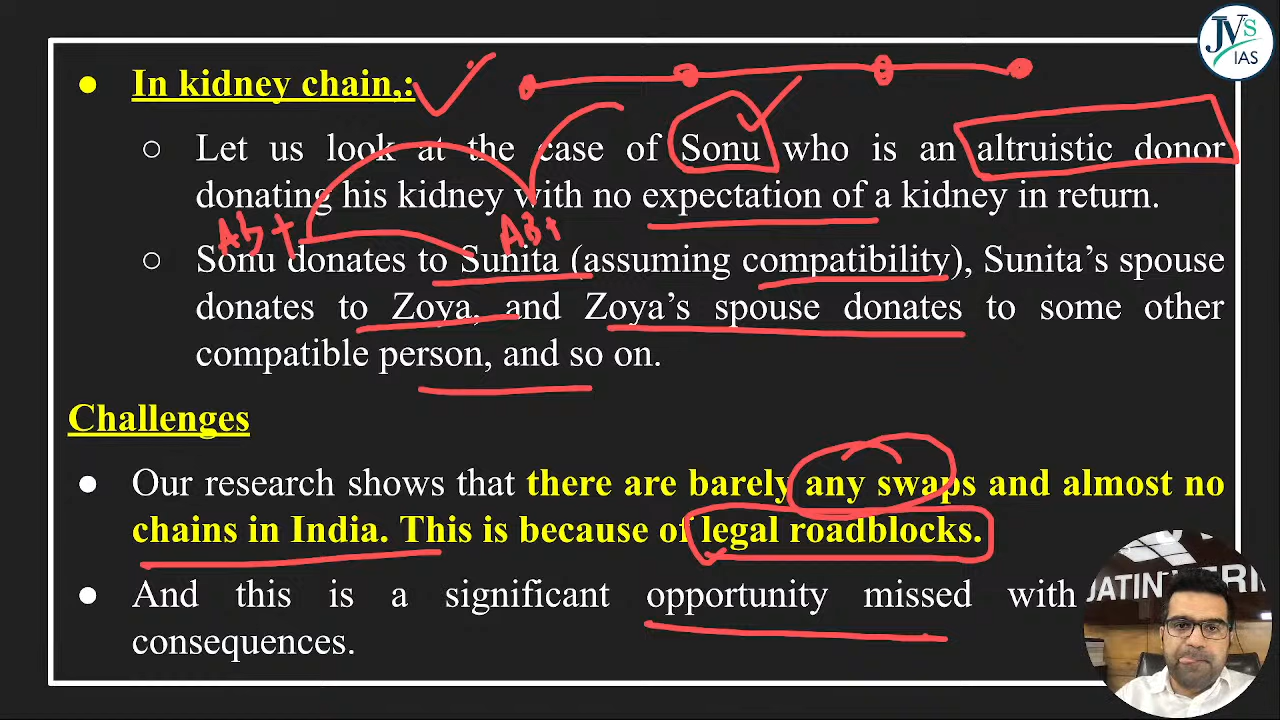 JV'S
IAS
● In kidney chain,:
○ Let us look at the case of Sonu who is an altruistic donor
donating his kidney with no expectation of a kidney in return.
AB+ AB+
○ Sonu donates to Sunita (assuming compatibility), Sunita's spouse
donates to Zoya, and Zoya's spouse donates to some other
compatible person, and so on.
Challenges
● Our research shows that there are barely any swaps and almost no
chains in India. This is because of legal roadblocks.
● And this is a significant opportunity missed with
consequences.